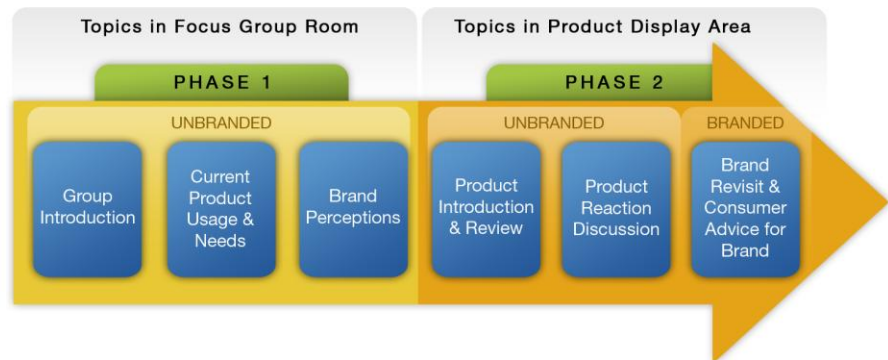 Topics in Focus Group Room
Topics in Product Display Area
PHASE 1
PHASE 2
UNBRANDED
UNBRANDED
BRANDED
Group
Introduction
Current
Product
Usage &
Needs
Brand
Perceptions
Product
Introduction
& Review
Product
Reaction
Discussion
Brand
Revisit &
Consumer
Advice for
Brand